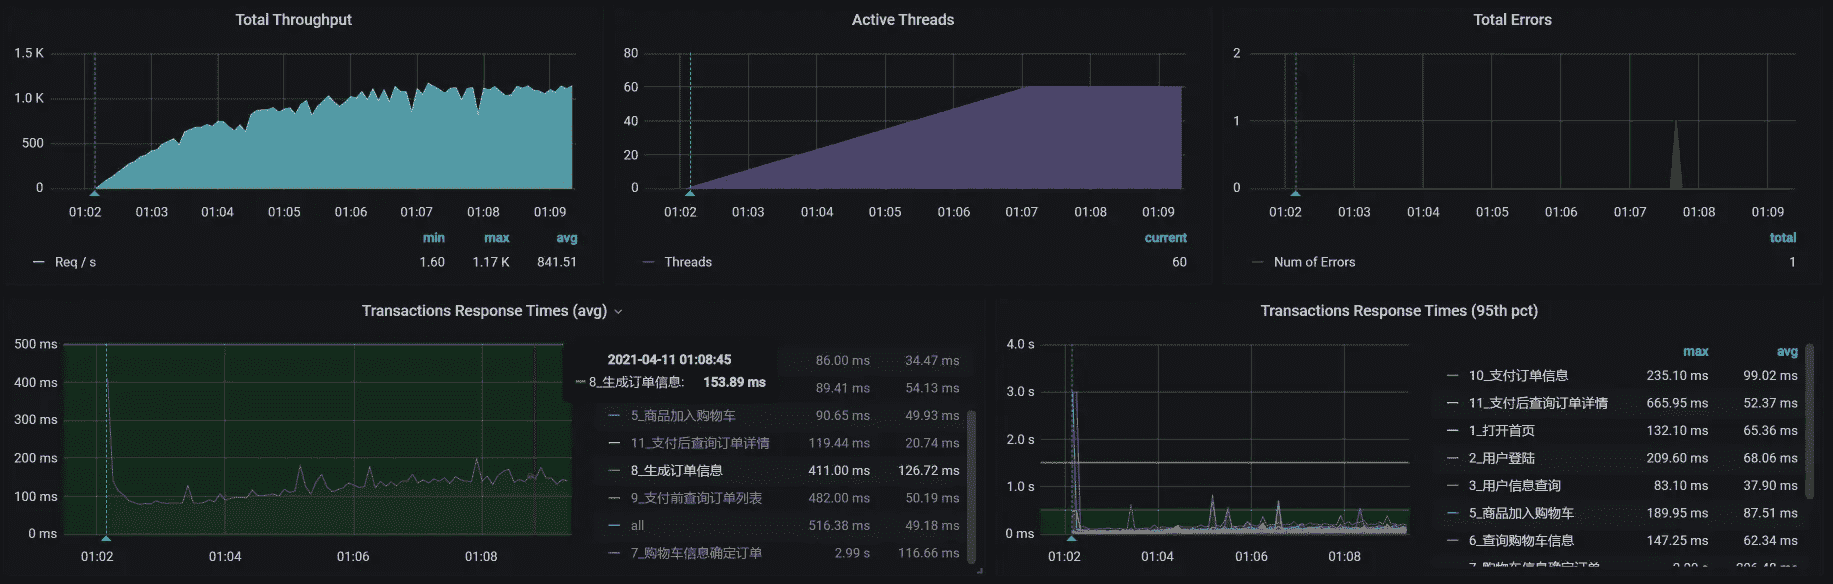 Total Throughput
1.5 K
1.0 K
500
0
01:02 01:03 01:04 01:05 01:06 01:07 01:08 01:09
min max avg
Req / s 1.60 1.17 K 841.51
Active Threads
80
60
40
20
0
01:02 01:03 01:04 01:05 01:06 01:07 01:08 01:09
current
Threads 60
Total Errors
2
1
0
01:02 01:03 01:04 01:05 01:06 01:07 01:08 01:09
total
Num of Errors 1
Transactions Response Times (avg)
500 ms
400 ms
300 ms
200 ms
100 ms
0 ms
01:02 01:04 01:06 01:08
2021-04-11 01:08:45
8_生成订单信息: 153.89 ms
86.00 ms 34.47 ms
89.41 ms 54.13 ms
5_商品加入购物车 90.65 ms 49.93 ms
11_支付后查询订单详情 119.44 ms 20.74 ms
8_生成订单信息 411.00 ms 126.72 ms
9_支付前查询订单列表 482.00 ms 50.19 ms
all 516.38 ms 49.18 ms
7_购物车信息确定订单 2.99 s 116.66 ms
Transactions Response Times (95th pct)
4.0 s
3.0 s
2.0 s
1.0 s
0 ms
01:02 01:04 01:06 01:08
max avg
10_支付订单信息 235.10 ms 99.02 ms
11_支付后查询订单详情 665.95 ms 52.37 ms
1_打开首页 132.10 ms 65.36 ms
2_用户登陆 209.60 ms 68.06 ms
3_用户信息查询 83.10 ms 37.90 ms
5_商品加入购物车 189.95 ms 87.51 ms
6_查询购物车信息 147.25 ms 62.34 ms